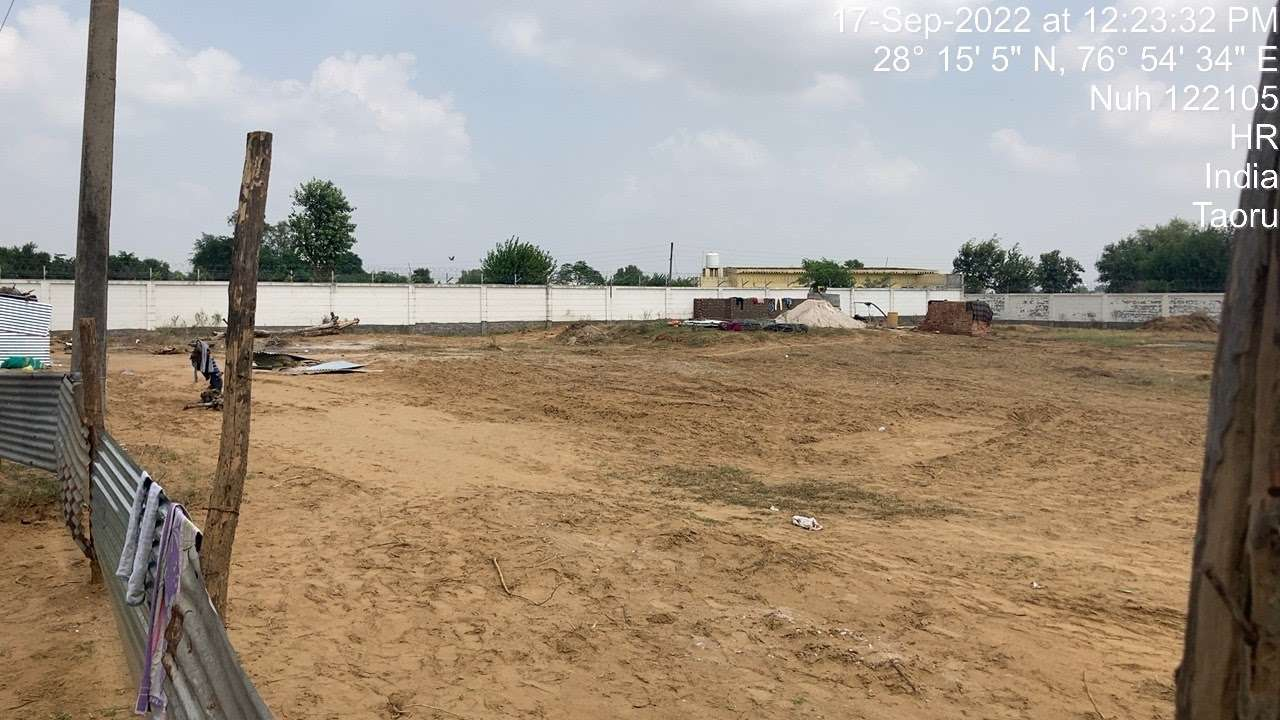 17-Sep-2022 at 12:23:32 PM
28° 15' 5" N, 76° 54' 34" E
Nuh 122105
HR
India
Taoru